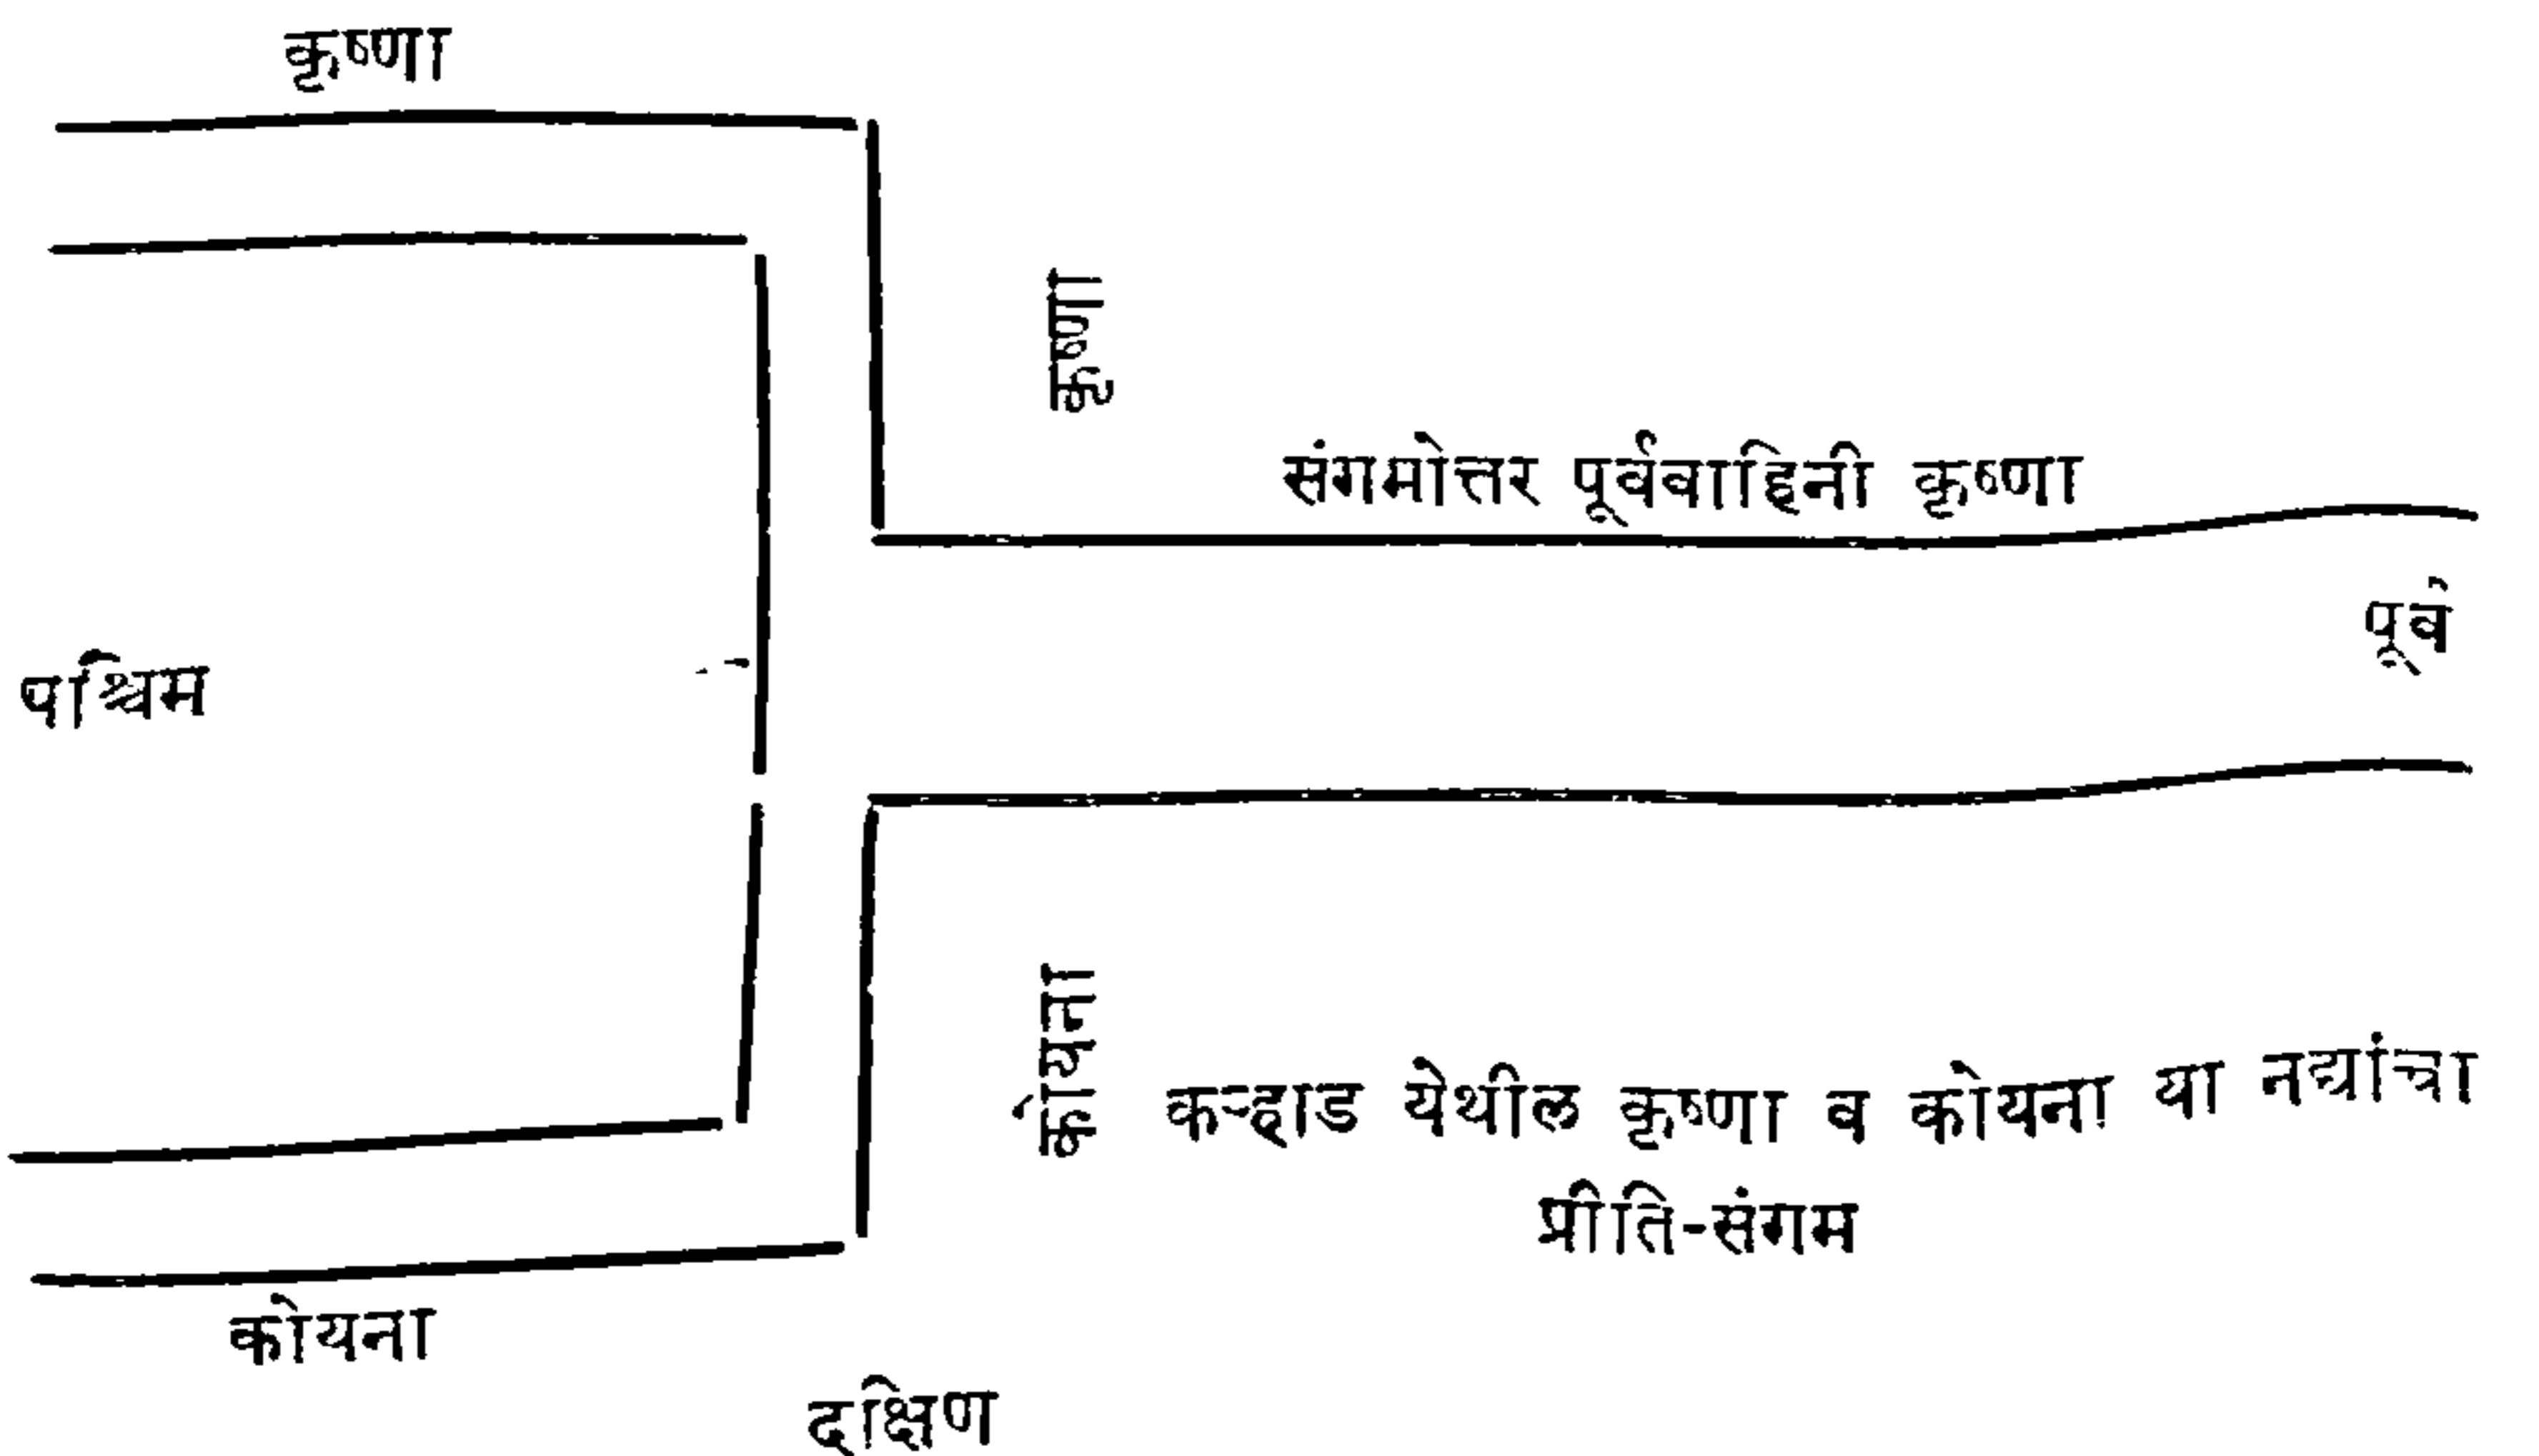 कृष्णा
कृष्णा
संगमोत्तर पूर्ववाहिनी कृष्णा
पूर्व
पश्चिम
कोयना
कऱ्हाड येथील कृष्णा व कोयना या नद्यांचा
प्रीति-संगम
कोयना
दक्षिण